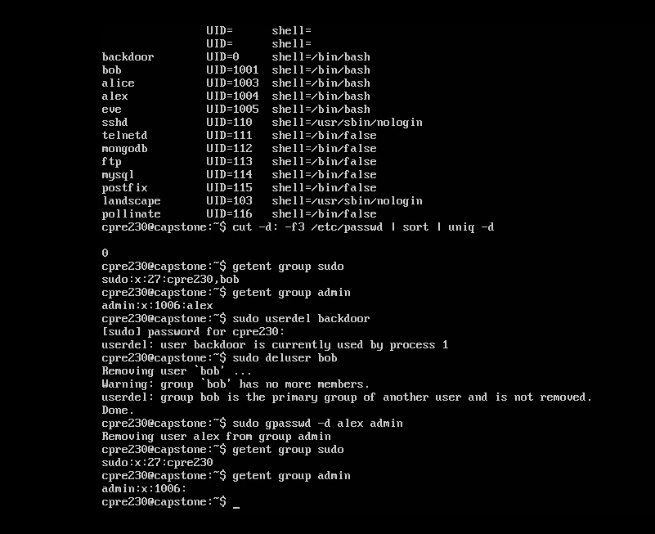 UID= shell=
UID= shell=
backdoor UID=0 shell=/bin/bash
bob UID=1001 shell=/bin/bash
alice UID=1003 shell=/bin/bash
alex UID=1004 shell=/bin/bash
eve UID=1005 shell=/bin/bash
sshd UID=110 shell=/usr/sbin/nologin
telnetd UID=111 shell=/bin/false
mongodb UID=112 shell=/bin/false
ftp UID=113 shell=/bin/false
mysql UID=114 shell=/bin/false
postfix UID=115 shell=/bin/false
landscape UID=103 shell=/usr/sbin/nologin
pollinate UID=116 shell=/bin/false
cpre230@capstone:~$ cut -d: -f3 /etc/passwd | sort | uniq -d
0
cpre230@capstone:~$ getent group sudo
sudo:x:27:cpre230,bob
cpre230@capstone:~$ getent group admin
admin:x:1006:alex
cpre230@capstone:~$ sudo userdel backdoor
[sudo] password for cpre230:
userdel: user backdoor is currently used by process 1
cpre230@capstone:~$ sudo deluser bob
Removing user `bob' ...
Warning: group `bob' has no more members.
userdel: group bob is the primary group of another user and is not removed.
Done.
cpre230@capstone:~$ sudo gpasswd -d alex admin
Removing user alex from group admin
cpre230@capstone:~$ getent group sudo
sudo:x:27:cpre230
cpre230@capstone:~$ getent group admin
admin:x:1006:
cpre230@capstone:~$ _